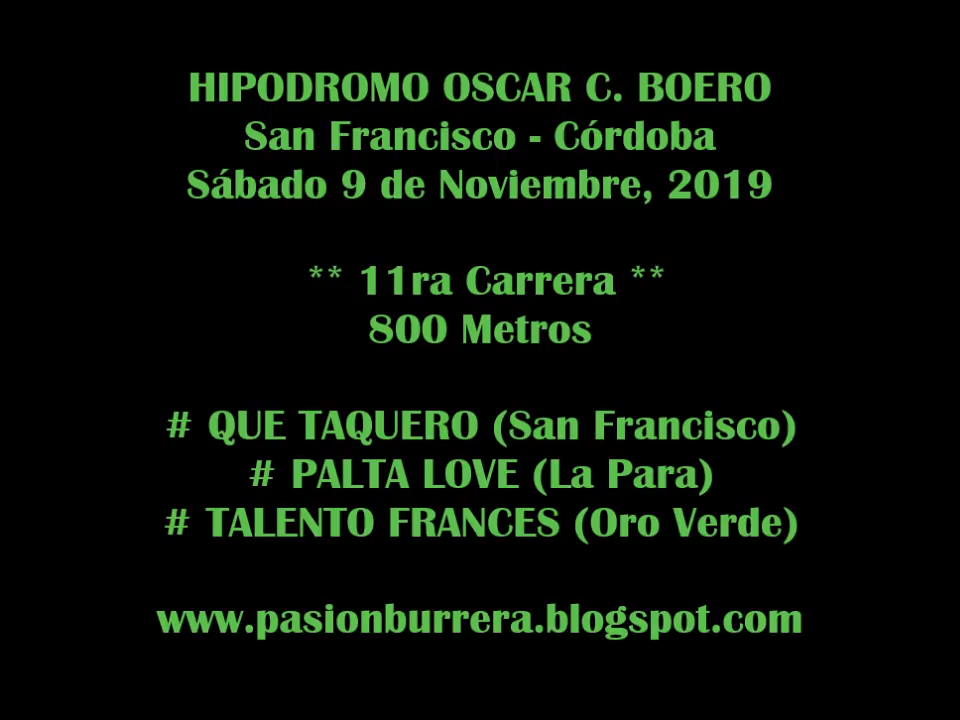 HIPODROMO OSCAR C. BOERO
San Francisco - Córdoba
Sábado 9 de Noviembre, 2019
** 11ra Carrera **
800 Metros
# QUE TAQUERO (San Francisco)
# PALTA LOVE (La Para)
# TALENTO FRANCES (Oro Verde)
www.pasionburrera.blogspot.com